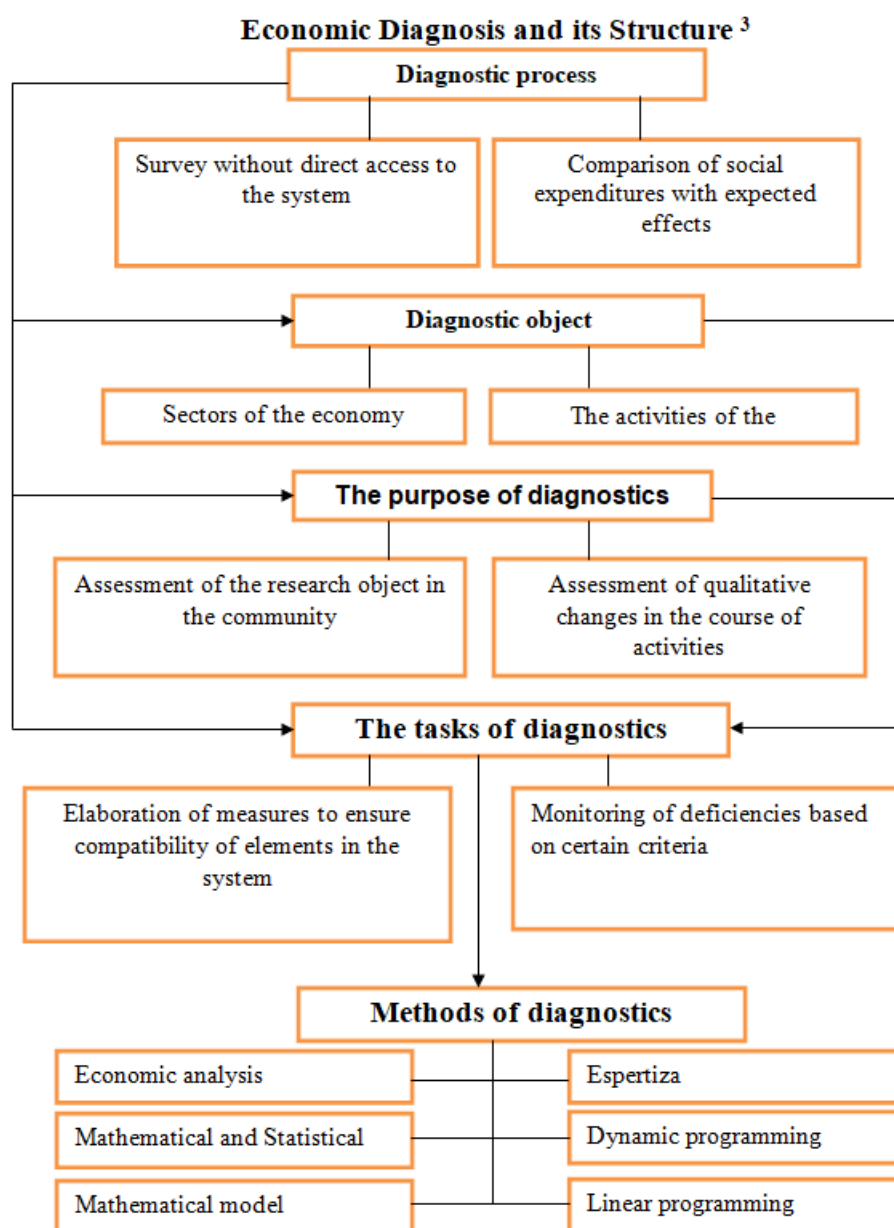 Economic Diagnosis and its Structure 3
Diagnostic process
Survey without direct access to
the system
Comparison of social
expenditures with expected
effects
Diagnostic object
Sectors of the economy
The activities of the
The purpose of diagnostics
Assessment of the research object in
the community
Assessment of qualitative
changes in the course of
activities
The tasks of diagnostics
Elaboration of measures to ensure
compatibility of elements in the
system
Monitoring of deficiencies based
on certain criteria
Methods of diagnostics
Economic analysis
Espertiza
Mathematical and Statistical
Dynamic programming
Mathematical model
Linear programming